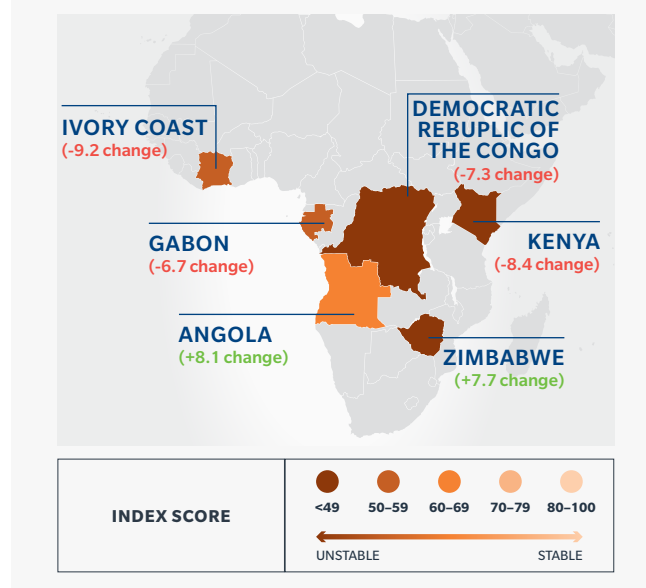 IVORY COAST
(-9.2 change)
DEMOCRATIC
REBUPLIC OF
THE CONGO
(-7.3 change)
GABON
(-6.7 change)
KENYA
(-8.4 change)
ANGOLA
(+8.1 change)
ZIMBABWE
(+7.7 change)
INDEX SCORE
<49 50–59 60–69 70–79 80–100
UNSTABLE STABLE